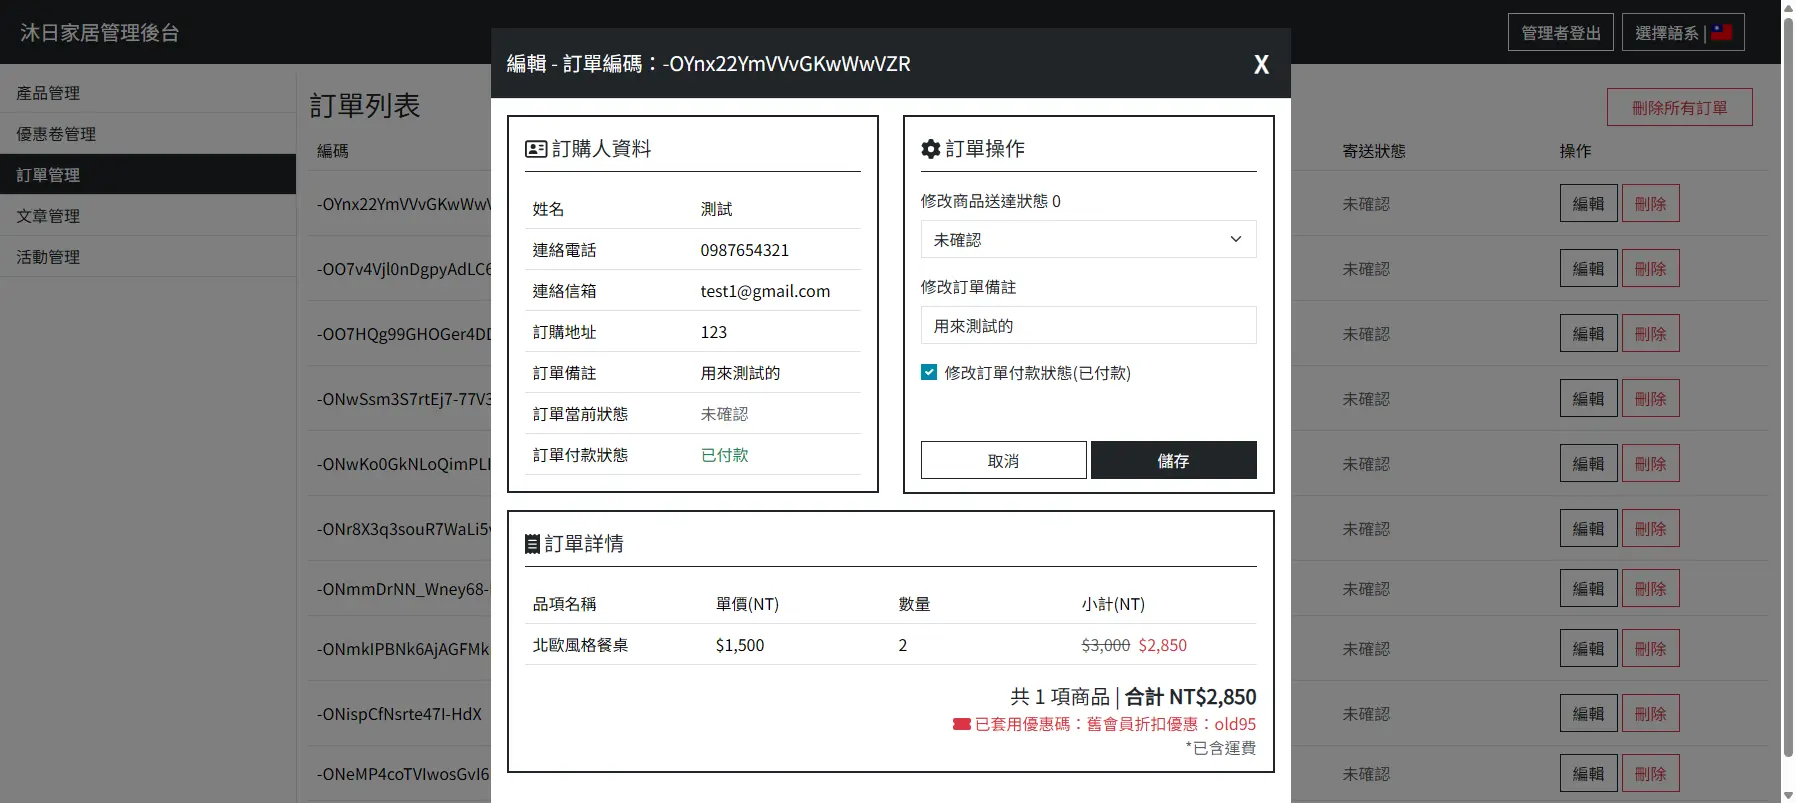 沐日家居管理後台
管理者登出
選擇語系 |
產品管理
優惠卷管理
訂單管理
文章管理
活動管理
訂單列表
刪除所有訂單
編碼
寄送狀態
操作
-OYnx22YmVVvGKwWwV
未確認
編輯
刪除
-OO7v4Vjl0nDgpyAdLC6
未確認
編輯
刪除
-OO7HQg99GHOGer4DD
未確認
編輯
刪除
-ONwSsm3S7rtEj7-77V3
未確認
編輯
刪除
-ONwKo0GkNLoQimPLI
未確認
編輯
刪除
-ONr8X3q3souR7WaLi5
未確認
編輯
刪除
-ONmmDrNN_Wney68-
未確認
編輯
刪除
-ONmkIPBNk6AjAGFMk
未確認
編輯
刪除
-ONispCfNsrte47I-HdX
未確認
編輯
刪除
-ONeMP4coTVIwosGvI6
未確認
編輯
刪除
編輯 - 訂單編碼：-OYnx22YmVVvGKwWwVZR
X
訂購人資料
姓名 測試
連絡電話 0987654321
連絡信箱 test1@gmail.com
訂購地址 123
訂單備註 用來測試的
訂單當前狀態 未確認
訂單付款狀態 已付款
訂單操作
修改商品送達狀態 0
未確認
修改訂單備註
用來測試的
修改訂單付款狀態(已付款)
取消
儲存
訂單詳情
品項名稱 單價(NT) 數量 小計(NT)
北歐風格餐桌 $1,500 2 $3,000 $2,850
共 1 項商品 | 合計 NT$2,850
已套用優惠碼：舊會員折扣優惠：old95
*已含運費